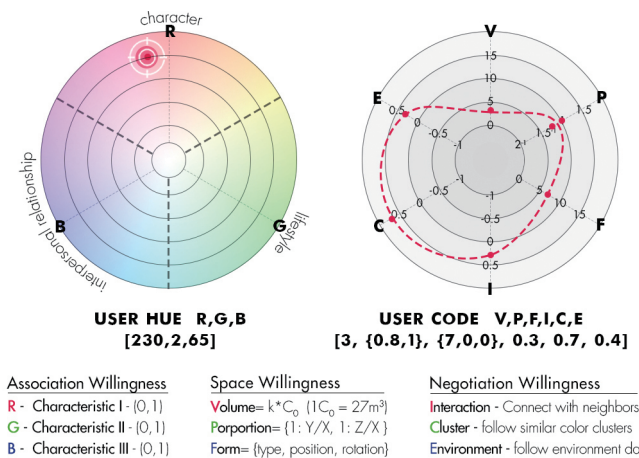 character
R
B
G
interpersonal relationship
lifestyle
V
15
10
5
0
E
0.5
0
-1
P
1.5
1.5
2
-1
-1
5
10
15
F
C
0.5
0
-1
-1
-0.5
0
0.5
I
USER HUE R,G,B
[230,2,65]
USER CODE V,P,F,I,C,E
[3, {0.8,1}, {7,0,0}, 0.3, 0.7, 0.4]
Association Willingness
R - Characteristic I - (0,1)
G - Characteristic II - (0,1)
B - Characteristic III - (0,1)
Space Willingness
Volume= k*C₀ (1C₀ = 27m³)
Porportion= {1: Y/X, 1: Z/X }
Form= {type, position, rotation}
Negotiation Willingness
Interaction - Connect with neighbors
Cluster - follow similar color clusters
Environment - follow environment da